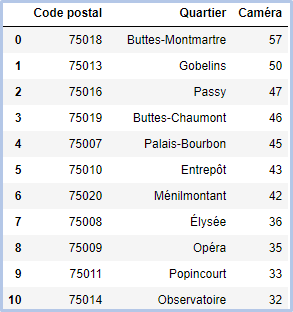 Code postal Quartier Caméra
0 75018 Buttes-Montmartre 57
1 75013 Gobelins 50
2 75016 Passy 47
3 75019 Buttes-Chaumont 46
4 75007 Palais-Bourbon 45
5 75010 Entrepôt 43
6 75020 Ménilmontant 42
7 75008 Élysée 36
8 75009 Opéra 35
9 75011 Popincourt 33
10 75014 Observatoire 32